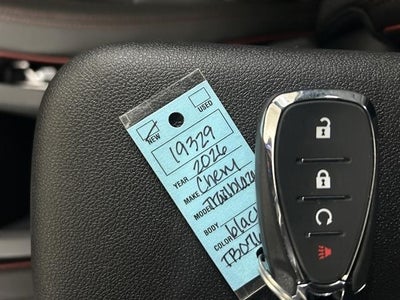 NEW USED
19329
YEAR 2026
MAKE Chevy
MODEL Trailblazer
BODY
COLOR black